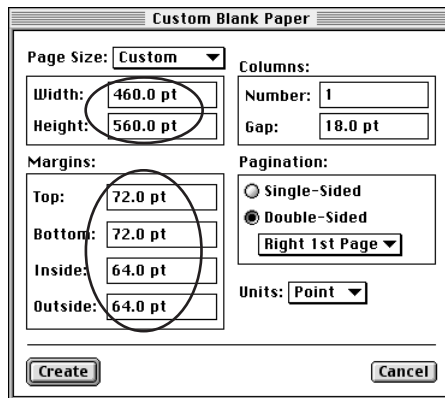 Custom Blank Paper
Page Size: Custom
Width: 460.0 pt
Height: 560.0 pt
Columns:
Number: 1
Gap: 18.0 pt
Margins:
Top: 72.0 pt
Bottom: 72.0 pt
Inside: 64.0 pt
Outside: 64.0 pt
Pagination:
Single-Sided
Double-Sided
Right 1st Page
Units: Point
Create
Cancel